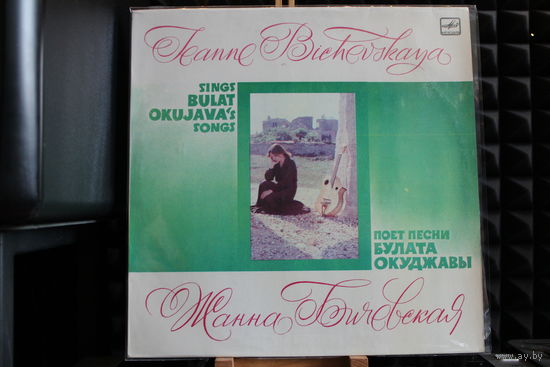 Jeanne Bichevskaya
SINGS
BULAT
OKUJAVA's
SONGS
ПОЕТ ПЕСНИ
БУЛАТА
ОКУДЖАВЫ
Жанна Бичевская
www.ay.by